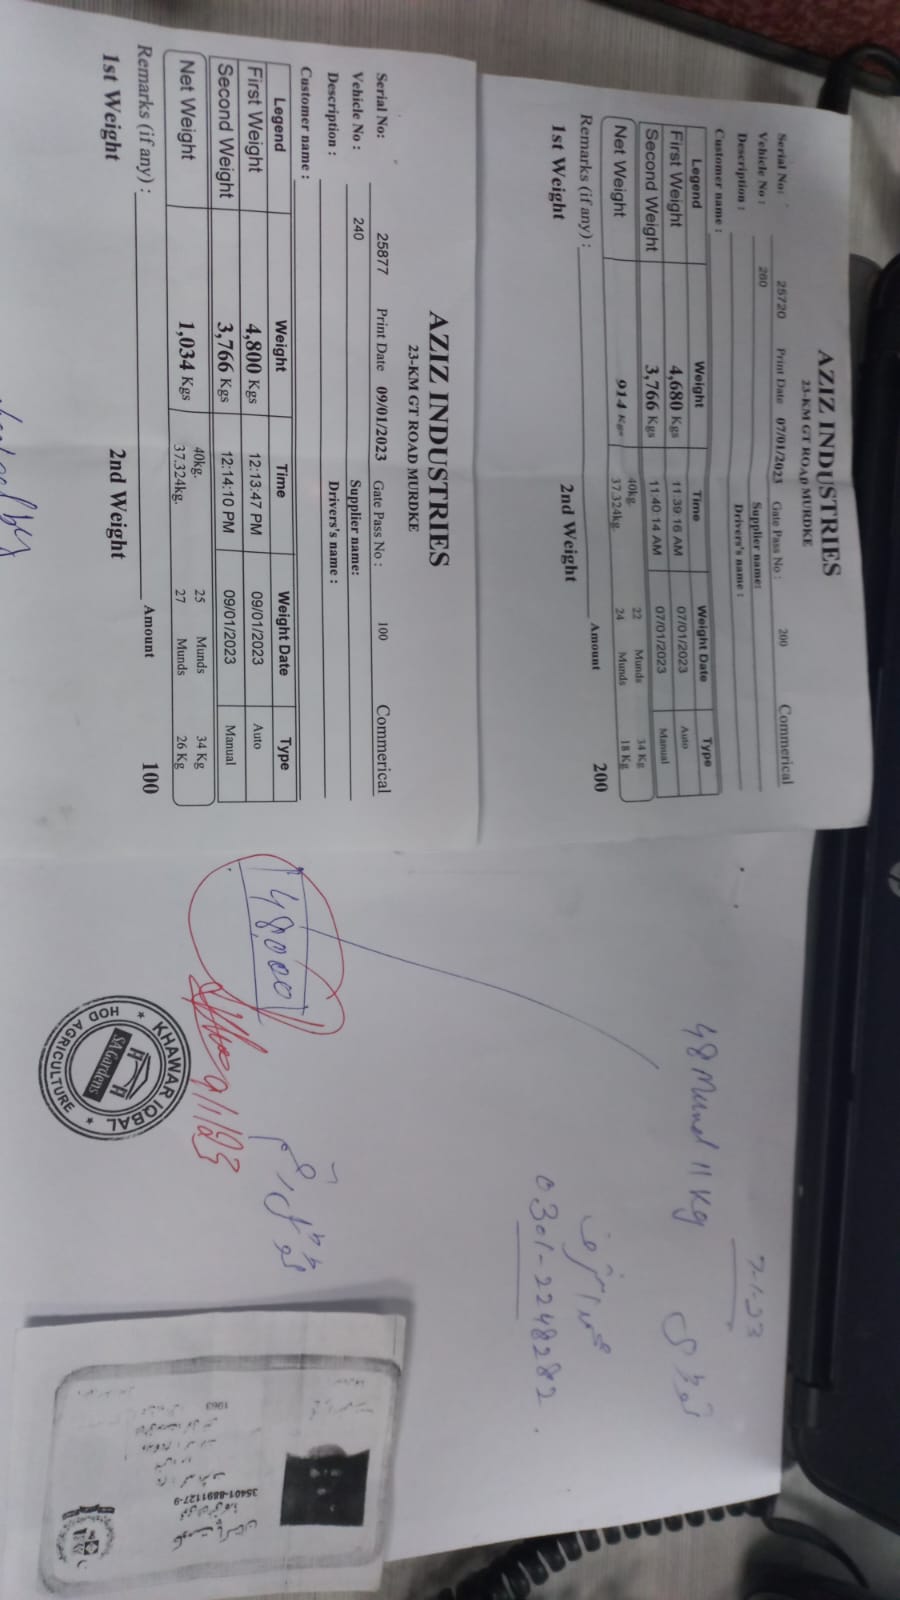 AZIZ INDUSTRIES
23-KM GT ROAD MURDKE
Serial No: 25720 Print Date 07/01/2023 Gate Pass No : 200 Commerical
Vehicle No : 260 Supplier name:
Description : Drivers's name :
Customer name :
Legend Weight Time Weight Date Type
First Weight 4,680 Kgs 11:39:16 AM 07/01/2023 Auto
Second Weight 3,766 Kgs 11:40:14 AM 07/01/2023 Manual
40kg. 22 Munds 34 Kg
Net Weight 914 Kgs 37.324kg. 24 Munds 18 Kg
Remarks (if any) : Amount 200
1st Weight 2nd Weight
AZIZ INDUSTRIES
23-KM GT ROAD MURDKE
Serial No: 25877 Print Date 09/01/2023 Gate Pass No : 100 Commerical
Vehicle No : 240 Supplier name:
Description : Drivers's name :
Customer name :
Legend Weight Time Weight Date Type
First Weight 4,800 Kgs 12:13:47 PM 09/01/2023 Auto
Second Weight 3,766 Kgs 12:14:10 PM 09/01/2023 Manual
40kg. 25 Munds 34 Kg
Net Weight 1,034 Kgs 37.324kg. 27 Munds 26 Kg
Remarks (if any) : Amount 100
1st Weight 2nd Weight
7-1-23
48 Mund 11 Kg
0301-2248282
48,000
9/1/23
KHAWAR IQBAL
SA Gardens
HOD AGRICULTURE
35401-8891127-9
1963